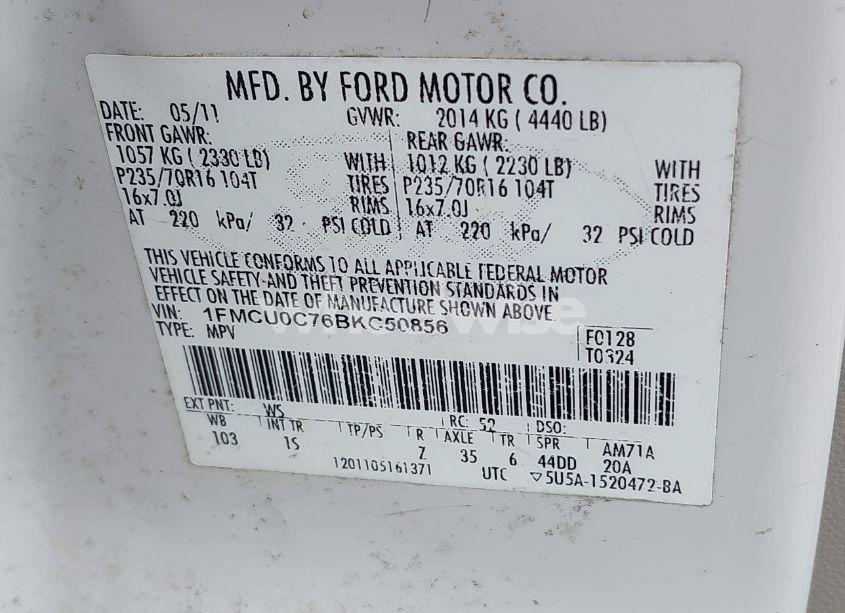 MFD. BY FORD MOTOR CO.
DATE: 05/11 GVWR: 2014 KG ( 4440 LB)
FRONT GAWR: REAR GAWR:
1057 KG ( 2330 LB) WITH 1012 KG ( 2230 LB) WITH
P235/70R16 104T TIRES P235/70R16 104T TIRES
16x7.0J RIMS 16x7.0J RIMS
AT 220 kPa/ 32 PSI COLD AT 220 kPa/ 32 PSI COLD
THIS VEHICLE CONFORMS TO ALL APPLICABLE FEDERAL MOTOR
VEHICLE SAFETY AND THEFT PREVENTION STANDARDS IN
EFFECT ON THE DATE OF MANUFACTURE SHOWN ABOVE.
VIN: 1FMCU0C76BKC50856
TYPE: MPV
F0128
T0324
EXT PNT: WS RC: 52 DSO:
WB INT TR TP/PS R AXLE TR SPR AM71A
103 1S 7 35 6 44DD 20A
1201105161371 UTC ▽5U5A-1520472-BA